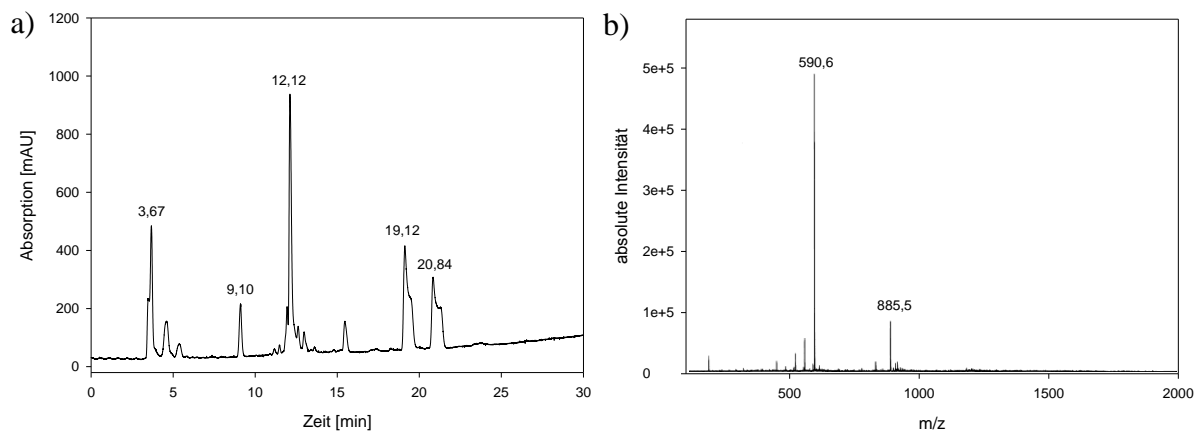 a)
Absorption [mAU]
1200
1000
800
600
400
200
0
3,67
9,10
12,12
19,12
20,84
0 5 10 15 20 25 30
Zeit [min]
b)
absolute Intensität
5e+5
4e+5
3e+5
2e+5
1e+5
0
590,6
885,5
500 1000 1500 2000
m/z